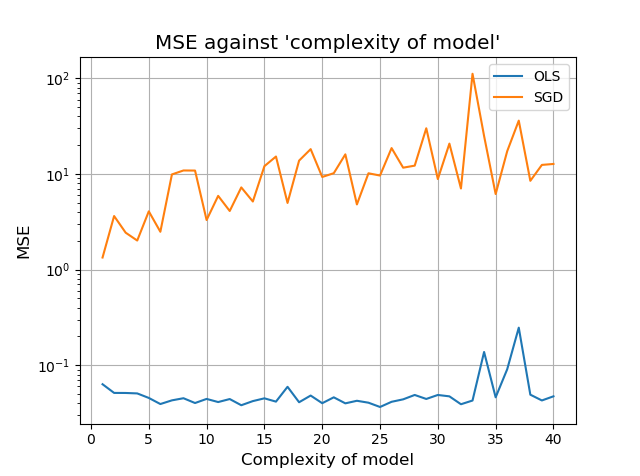 MSE against 'complexity of model'
OLS
SGD
MSE
10²
10¹
10⁰
10⁻¹
0 5 10 15 20 25 30 35 40
Complexity of model